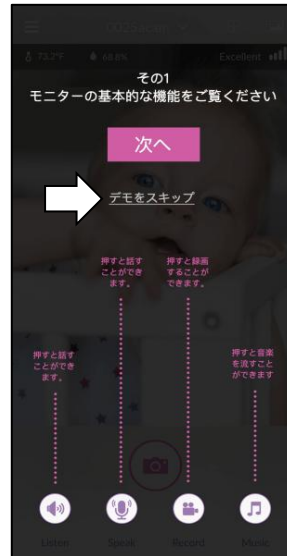 73.2°F
68.8%
Excellent
その1
モニターの基本的な機能をご覧ください
次へ
デモをスキップ
押すと話す
ことができ
ます。
押すと録画
することが
できます。
押すと話す
ことができ
ます。
押すと音楽
を流すこと
ができます
Listen
Speak
Record
Music